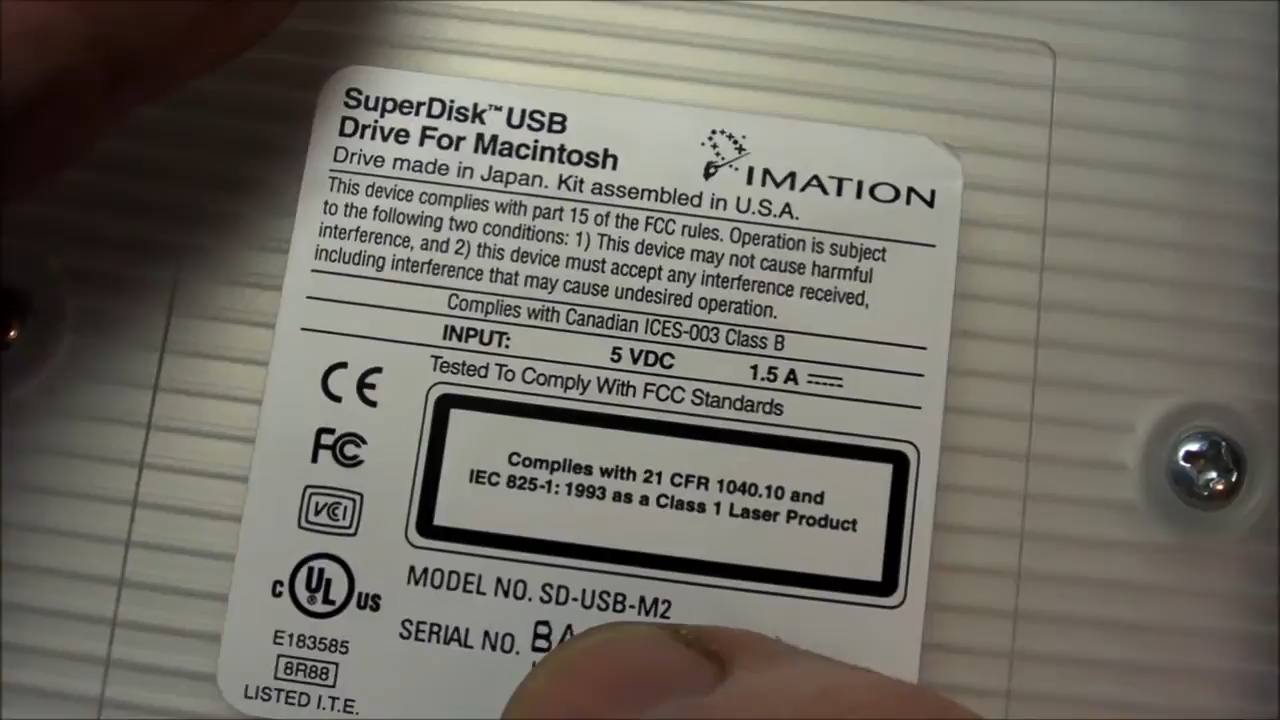 SuperDisk™ USB
Drive For Macintosh
IMATION
Drive made in Japan. Kit assembled in U.S.A.
This device complies with part 15 of the FCC rules. Operation is subject
to the following two conditions: 1) This device may not cause harmful
interference, and 2) this device must accept any interference received,
including interference that may cause undesired operation.
Complies with Canadian ICES-003 Class B
INPUT: 5 VDC 1.5 A
Tested To Comply With FCC Standards
CE
FC
VCI
Complies with 21 CFR 1040.10 and
IEC 825-1: 1993 as a Class 1 Laser Product
C UL® US
MODEL NO. SD-USB-M2
SERIAL NO. BA
E183585
8R88
LISTED I.T.E.